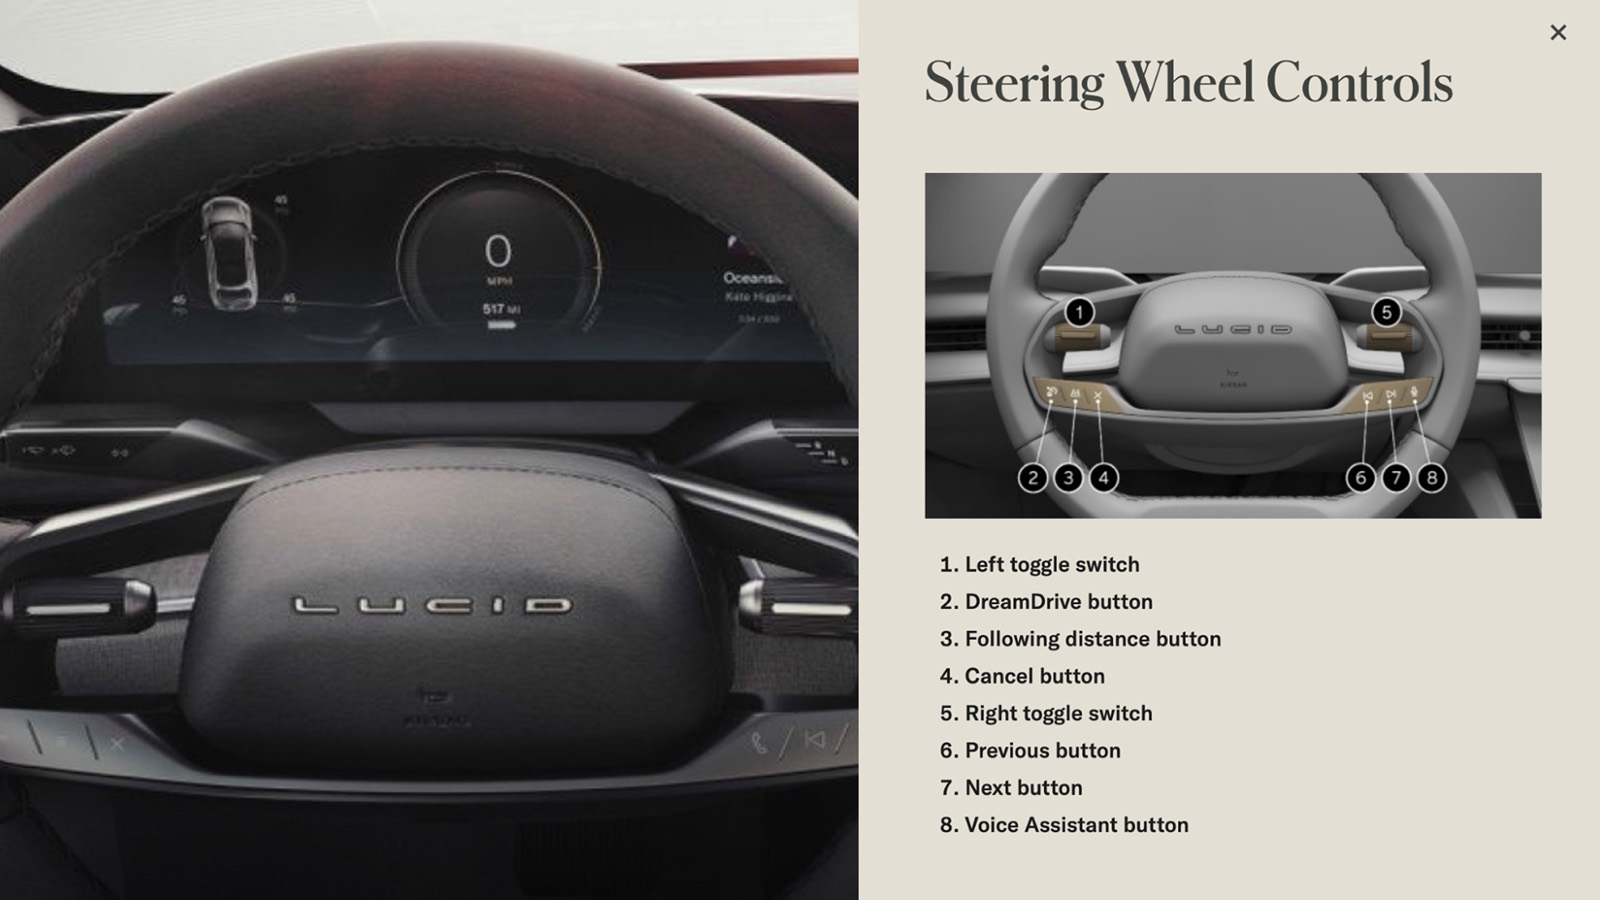 45
0
MPH
517 MI
45
45
Kate Higgins
LUCID
Steering Wheel Controls
1
5
LUCID
AIRBAG
2
3
4
6
7
8
1. Left toggle switch
2. DreamDrive button
3. Following distance button
4. Cancel button
5. Right toggle switch
6. Previous button
7. Next button
8. Voice Assistant button